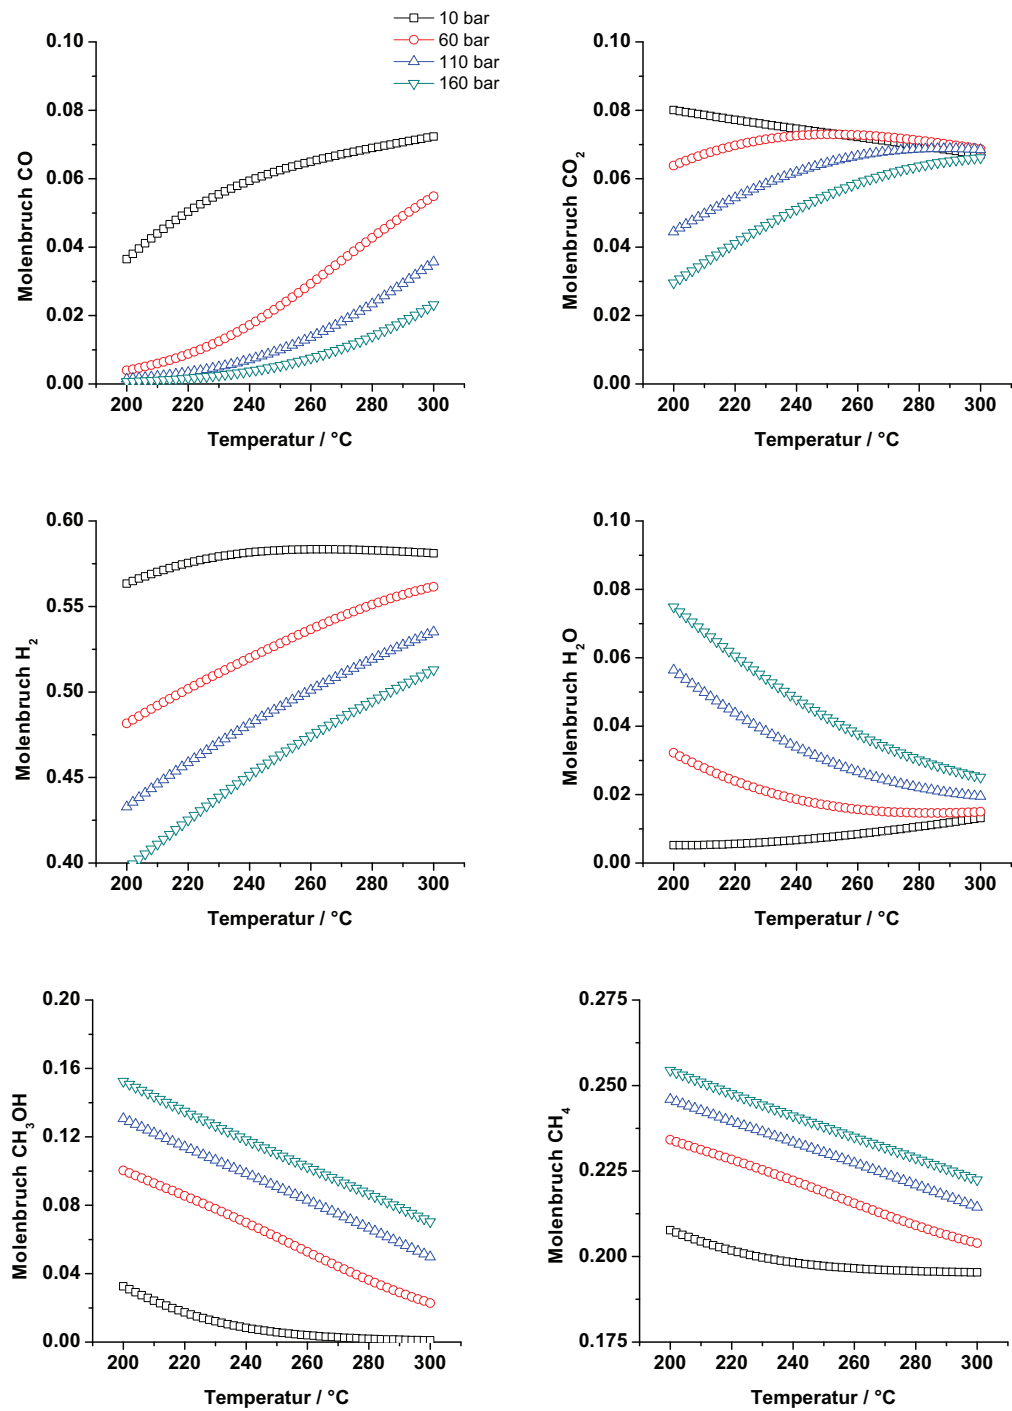 10 bar
60 bar
110 bar
160 bar
0.10
0.08
0.06
0.04
0.02
0.00
Molenbruch CO
200 220 240 260 280 300
Temperatur / °C
0.10
0.08
0.06
0.04
0.02
0.00
Molenbruch CO₂
200 220 240 260 280 300
Temperatur / °C
0.60
0.55
0.50
0.45
0.40
Molenbruch H₂
200 220 240 260 280 300
Temperatur / °C
0.10
0.08
0.06
0.04
0.02
0.00
Molenbruch H₂O
200 220 240 260 280 300
Temperatur / °C
0.20
0.16
0.12
0.08
0.04
0.00
Molenbruch CH₃OH
200 220 240 260 280 300
Temperatur / °C
0.275
0.250
0.225
0.200
0.175
Molenbruch CH₄
200 220 240 260 280 300
Temperatur / °C